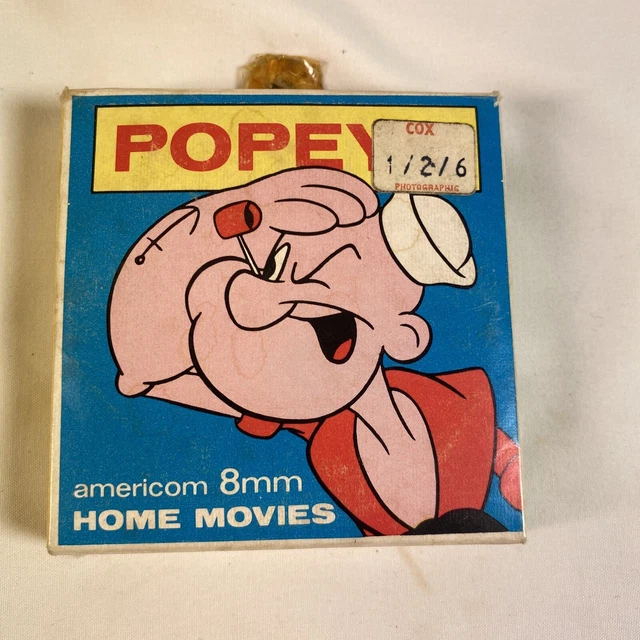 POPEY
COX
1/2/6
PHOTOGRAPHIC
americom 8mm
HOME MOVIES